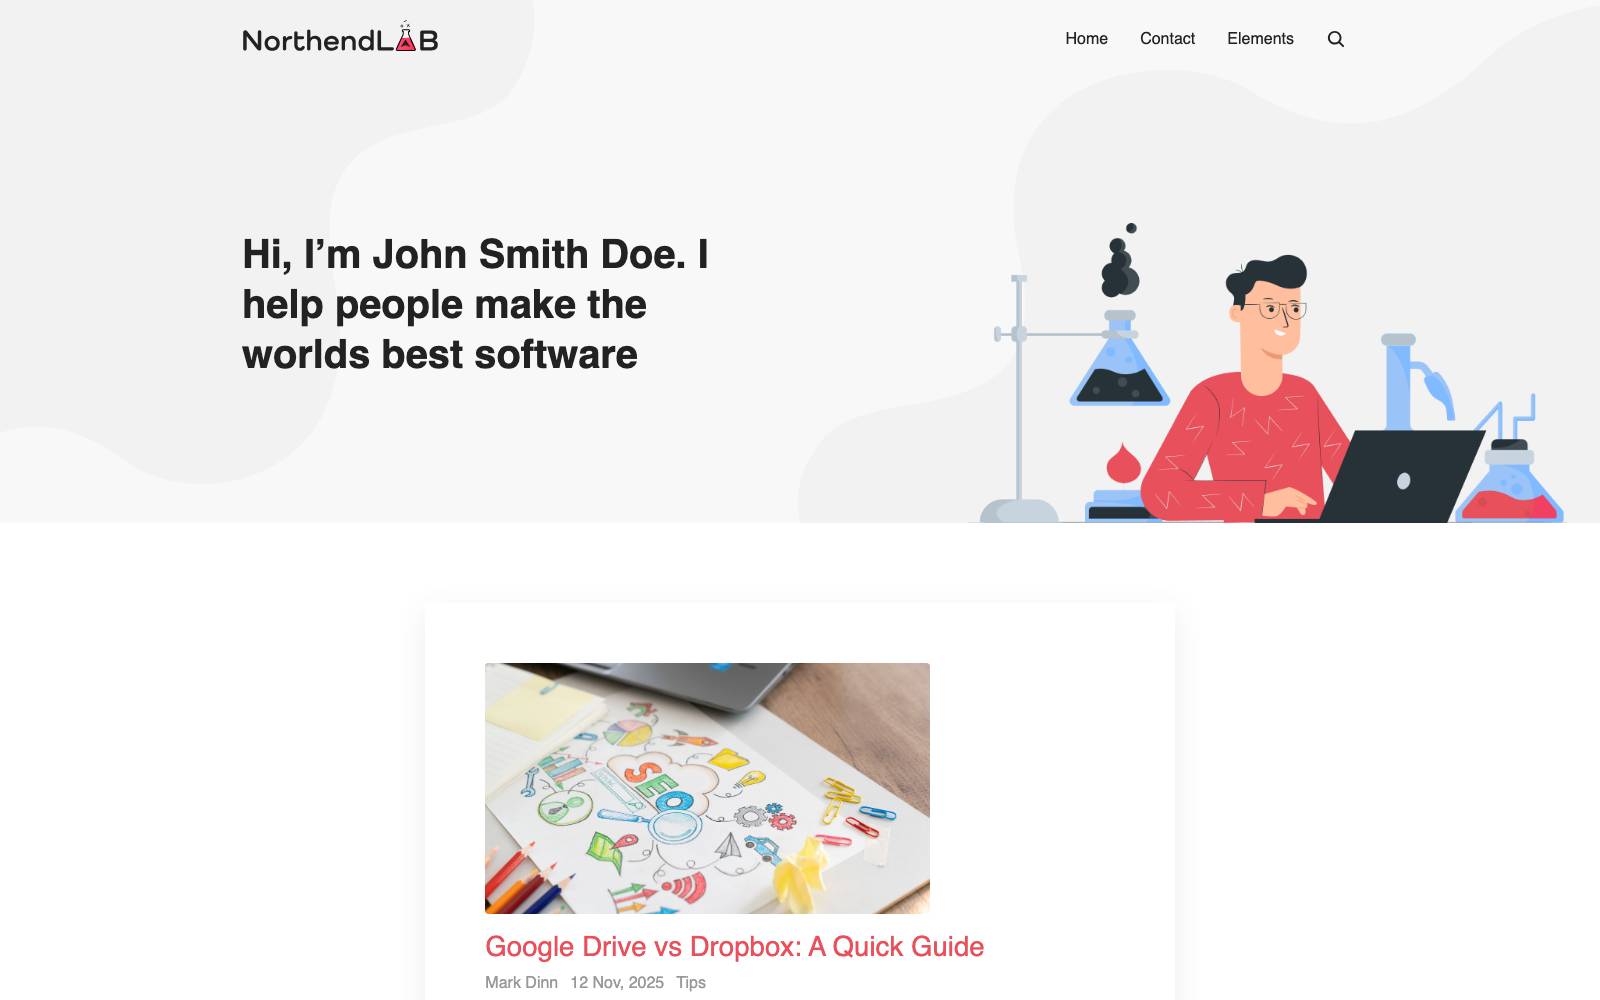 NorthendLAB
Home Contact Elements
Hi, I’m John Smith Doe. I
help people make the
worlds best software
SEO
Google Drive vs Dropbox: A Quick Guide
Mark Dinn 12 Nov, 2025 Tips